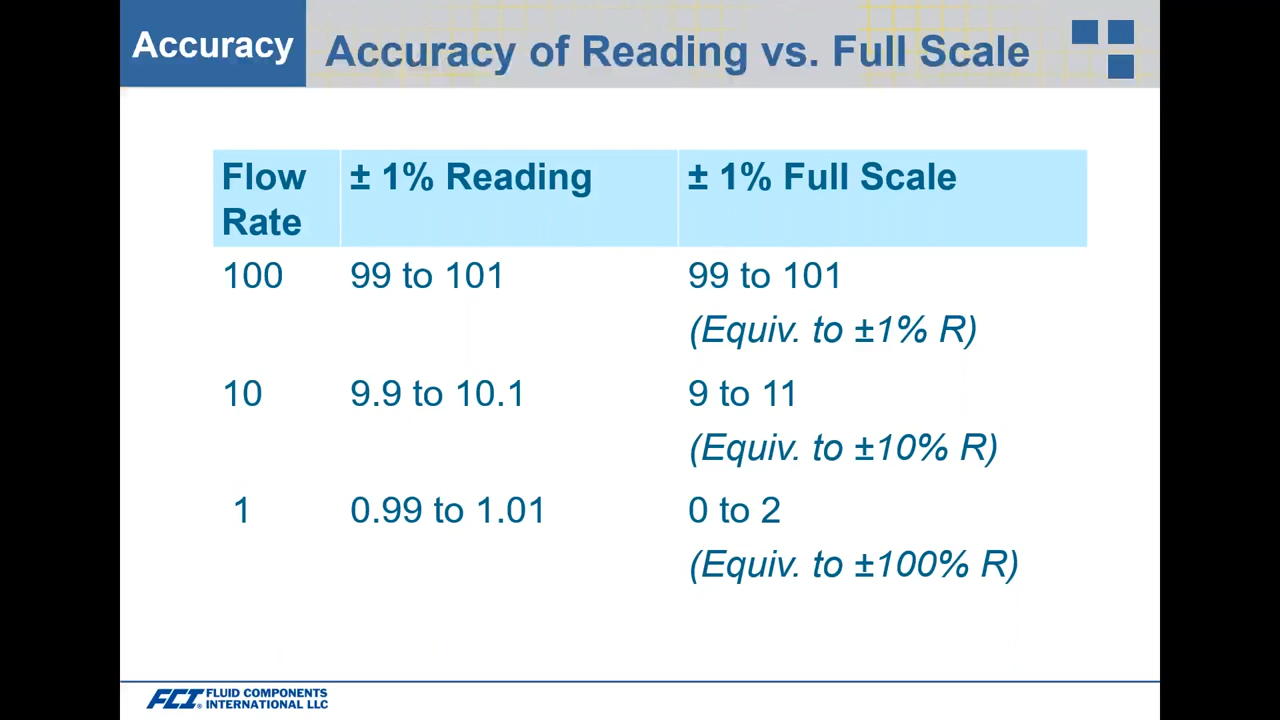 Accuracy
Accuracy of Reading vs. Full Scale
Flow Rate
± 1% Reading
± 1% Full Scale
100
99 to 101
99 to 101
(Equiv. to ±1% R)
10
9.9 to 10.1
9 to 11
(Equiv. to ±10% R)
1
0.99 to 1.01
0 to 2
(Equiv. to ±100% R)
FCI® FLUID COMPONENTS
INTERNATIONAL LLC